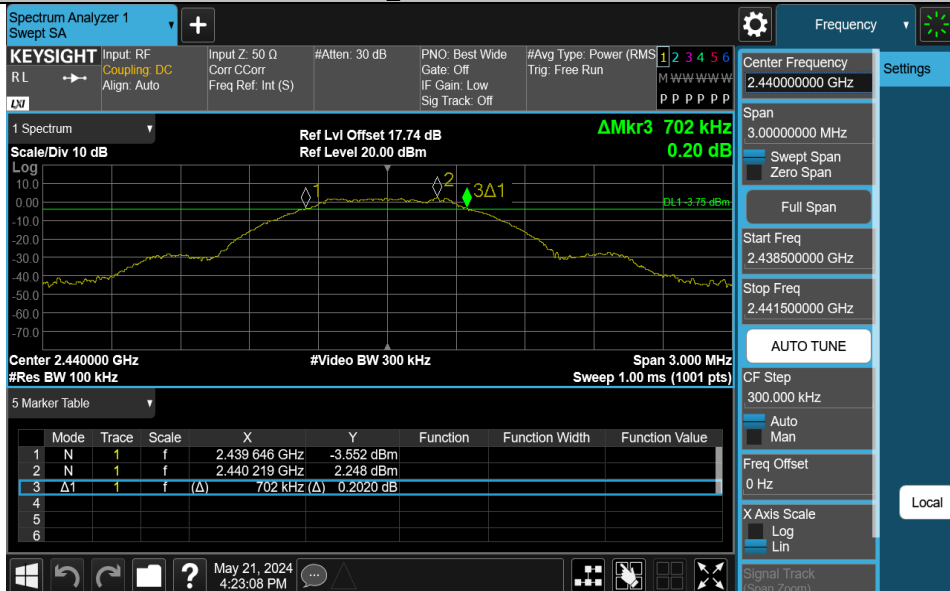 Spectrum Analyzer 1
Swept SA
+
Frequency
KEYSIGHT
R L
LXI
Input: RF
Coupling: DC
Align: Auto
Input Z: 50 Ω
Corr CCorr
Freq Ref: Int (S)
#Atten: 30 dB
PNO: Best Wide
Gate: Off
IF Gain: Low
Sig Track: Off
#Avg Type: Power (RMS
Trig: Free Run
1 2 3 4 5 6
M W W W W W
P P P P P P
1 Spectrum
Scale/Div 10 dB
Ref Lvl Offset 17.74 dB
Ref Level 20.00 dBm
ΔMkr3 702 kHz
0.20 dB
Log
10.0
0.00
-10.0
-20.0
-30.0
-40.0
-50.0
-60.0
-70.0
1
2
3Δ1
DL1 -3.75 dBm
Center 2.440000 GHz
#Video BW 300 kHz
Span 3.000 MHz
#Res BW 100 kHz
Sweep 1.00 ms (1001 pts)
5 Marker Table
Mode Trace Scale X Y Function Function Width Function Value
1 N 1 f 2.439 646 GHz -3.552 dBm
2 N 1 f 2.440 219 GHz 2.248 dBm
3 Δ1 1 f (Δ) 702 kHz (Δ) 0.2020 dB
4
5
6
?
May 21, 2024
4:23:08 PM
Center Frequency
2.440000000 GHz
Span
3.00000000 MHz
Swept Span
Zero Span
Full Span
Start Freq
2.438500000 GHz
Stop Freq
2.441500000 GHz
AUTO TUNE
CF Step
300.000 kHz
Auto
Man
Freq Offset
0 Hz
X Axis Scale
Log
Lin
Signal Track
(Span Zoom)
Settings
Local